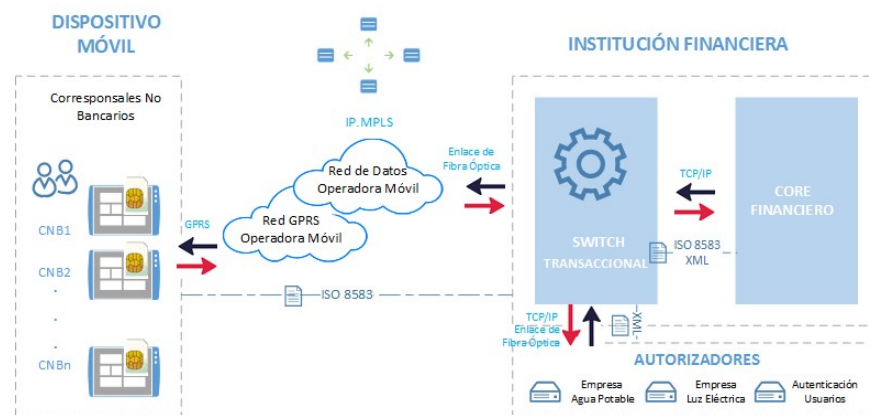 DISPOSITIVO
MÓVIL
Corresponsales No
Bancarios
CNB1
CNB2
.
.
.
CNBn
GPRS
IP.MPLS
Red de Datos
Operadora Móvil
Red GPRS
Operadora Móvil
Enlace de
Fibra Óptica
ISO 8583
INSTITUCIÓN FINANCIERA
SWITCH
TRANSACCIONAL
TCP/IP
ISO 8583
XML
CORE
FINANCIERO
TCP/IP
Enlace de
Fibra Óptica
XML
AUTORIZADORES
Empresa
Agua Potable
Empresa
Luz Eléctrica
Autenticación
Usuarios